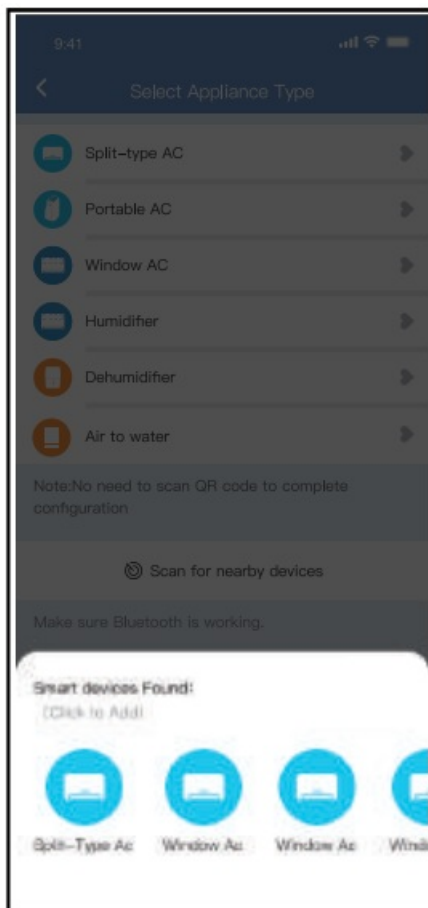 9:41
Select Appliance Type
Split-type AC
Portable AC
Window AC
Humidifier
Dehumidifier
Air to water
Note:No need to scan QR code to complete
configuration
Scan for nearby devices
Make sure Bluetooth is working.
Smart devices Found:
(Click to Add)
Split-Type Ac Window Ac Window Ac